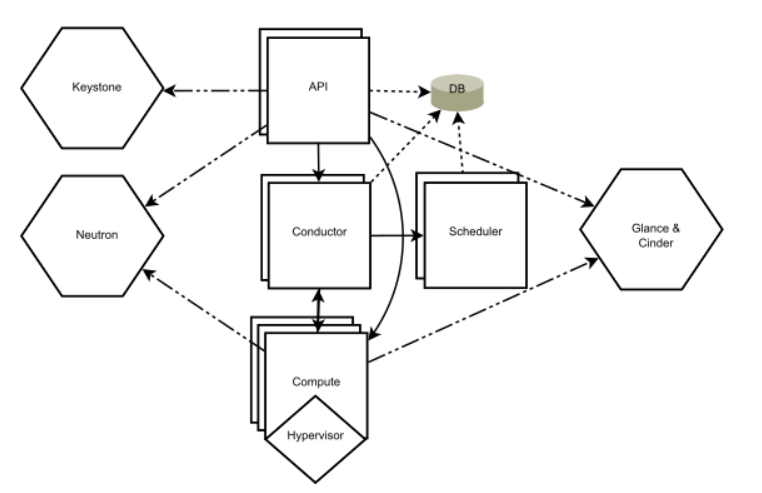 Keystone
API
DB
Neutron
Conductor
Scheduler
Glance &
Cinder
Compute
Hypervisor